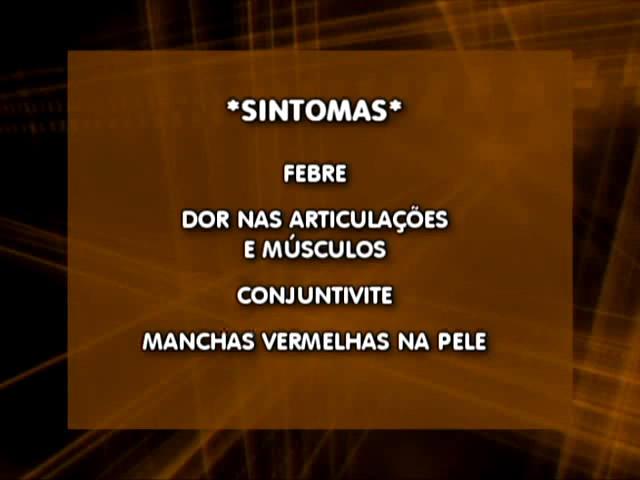 *SINTOMAS*
FEBRE
DOR NAS ARTICULAÇÕES
E MÚSCULOS
CONJUNTIVITE
MANCHAS VERMELHAS NA PELE